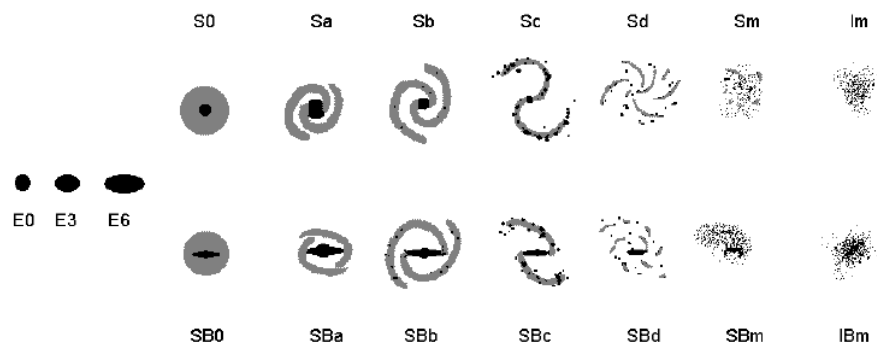 S0 Sa Sb Sc Sd Sm Im
E0 E3 E6
SB0 SBa SBb SBc SBd SBm IBm